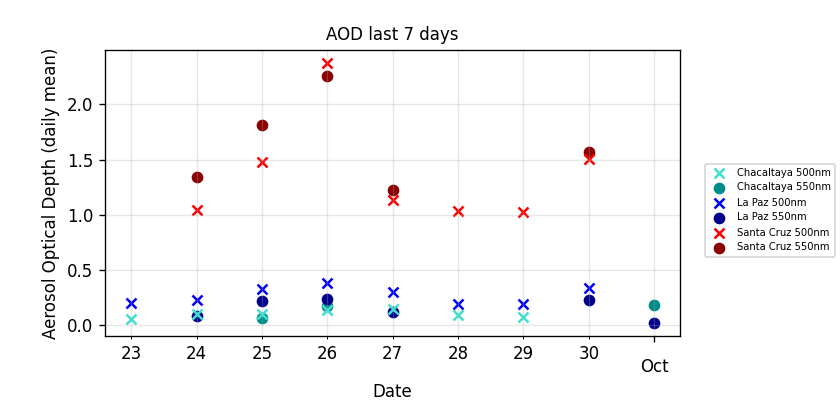 AOD last 7 days
Aerosol Optical Depth (daily mean)
2.0
1.5
1.0
0.5
0.0
23 24 25 26 27 28 29 30
Oct
Date
Chacaltaya 500nm
Chacaltaya 550nm
La Paz 500nm
La Paz 550nm
Santa Cruz 500nm
Santa Cruz 550nm